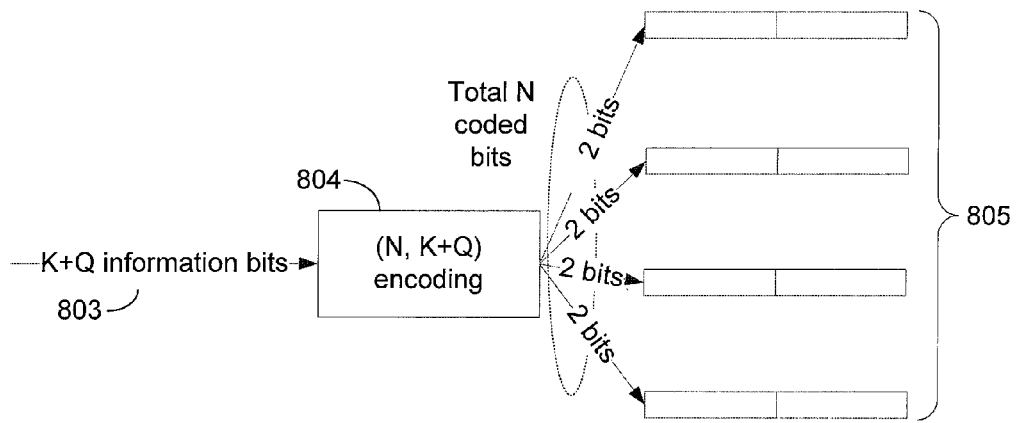 Total N
coded
bits
2 bits
2 bits
2 bits
2 bits
804
(N, K+Q)
encoding
K+Q information bits
803
805